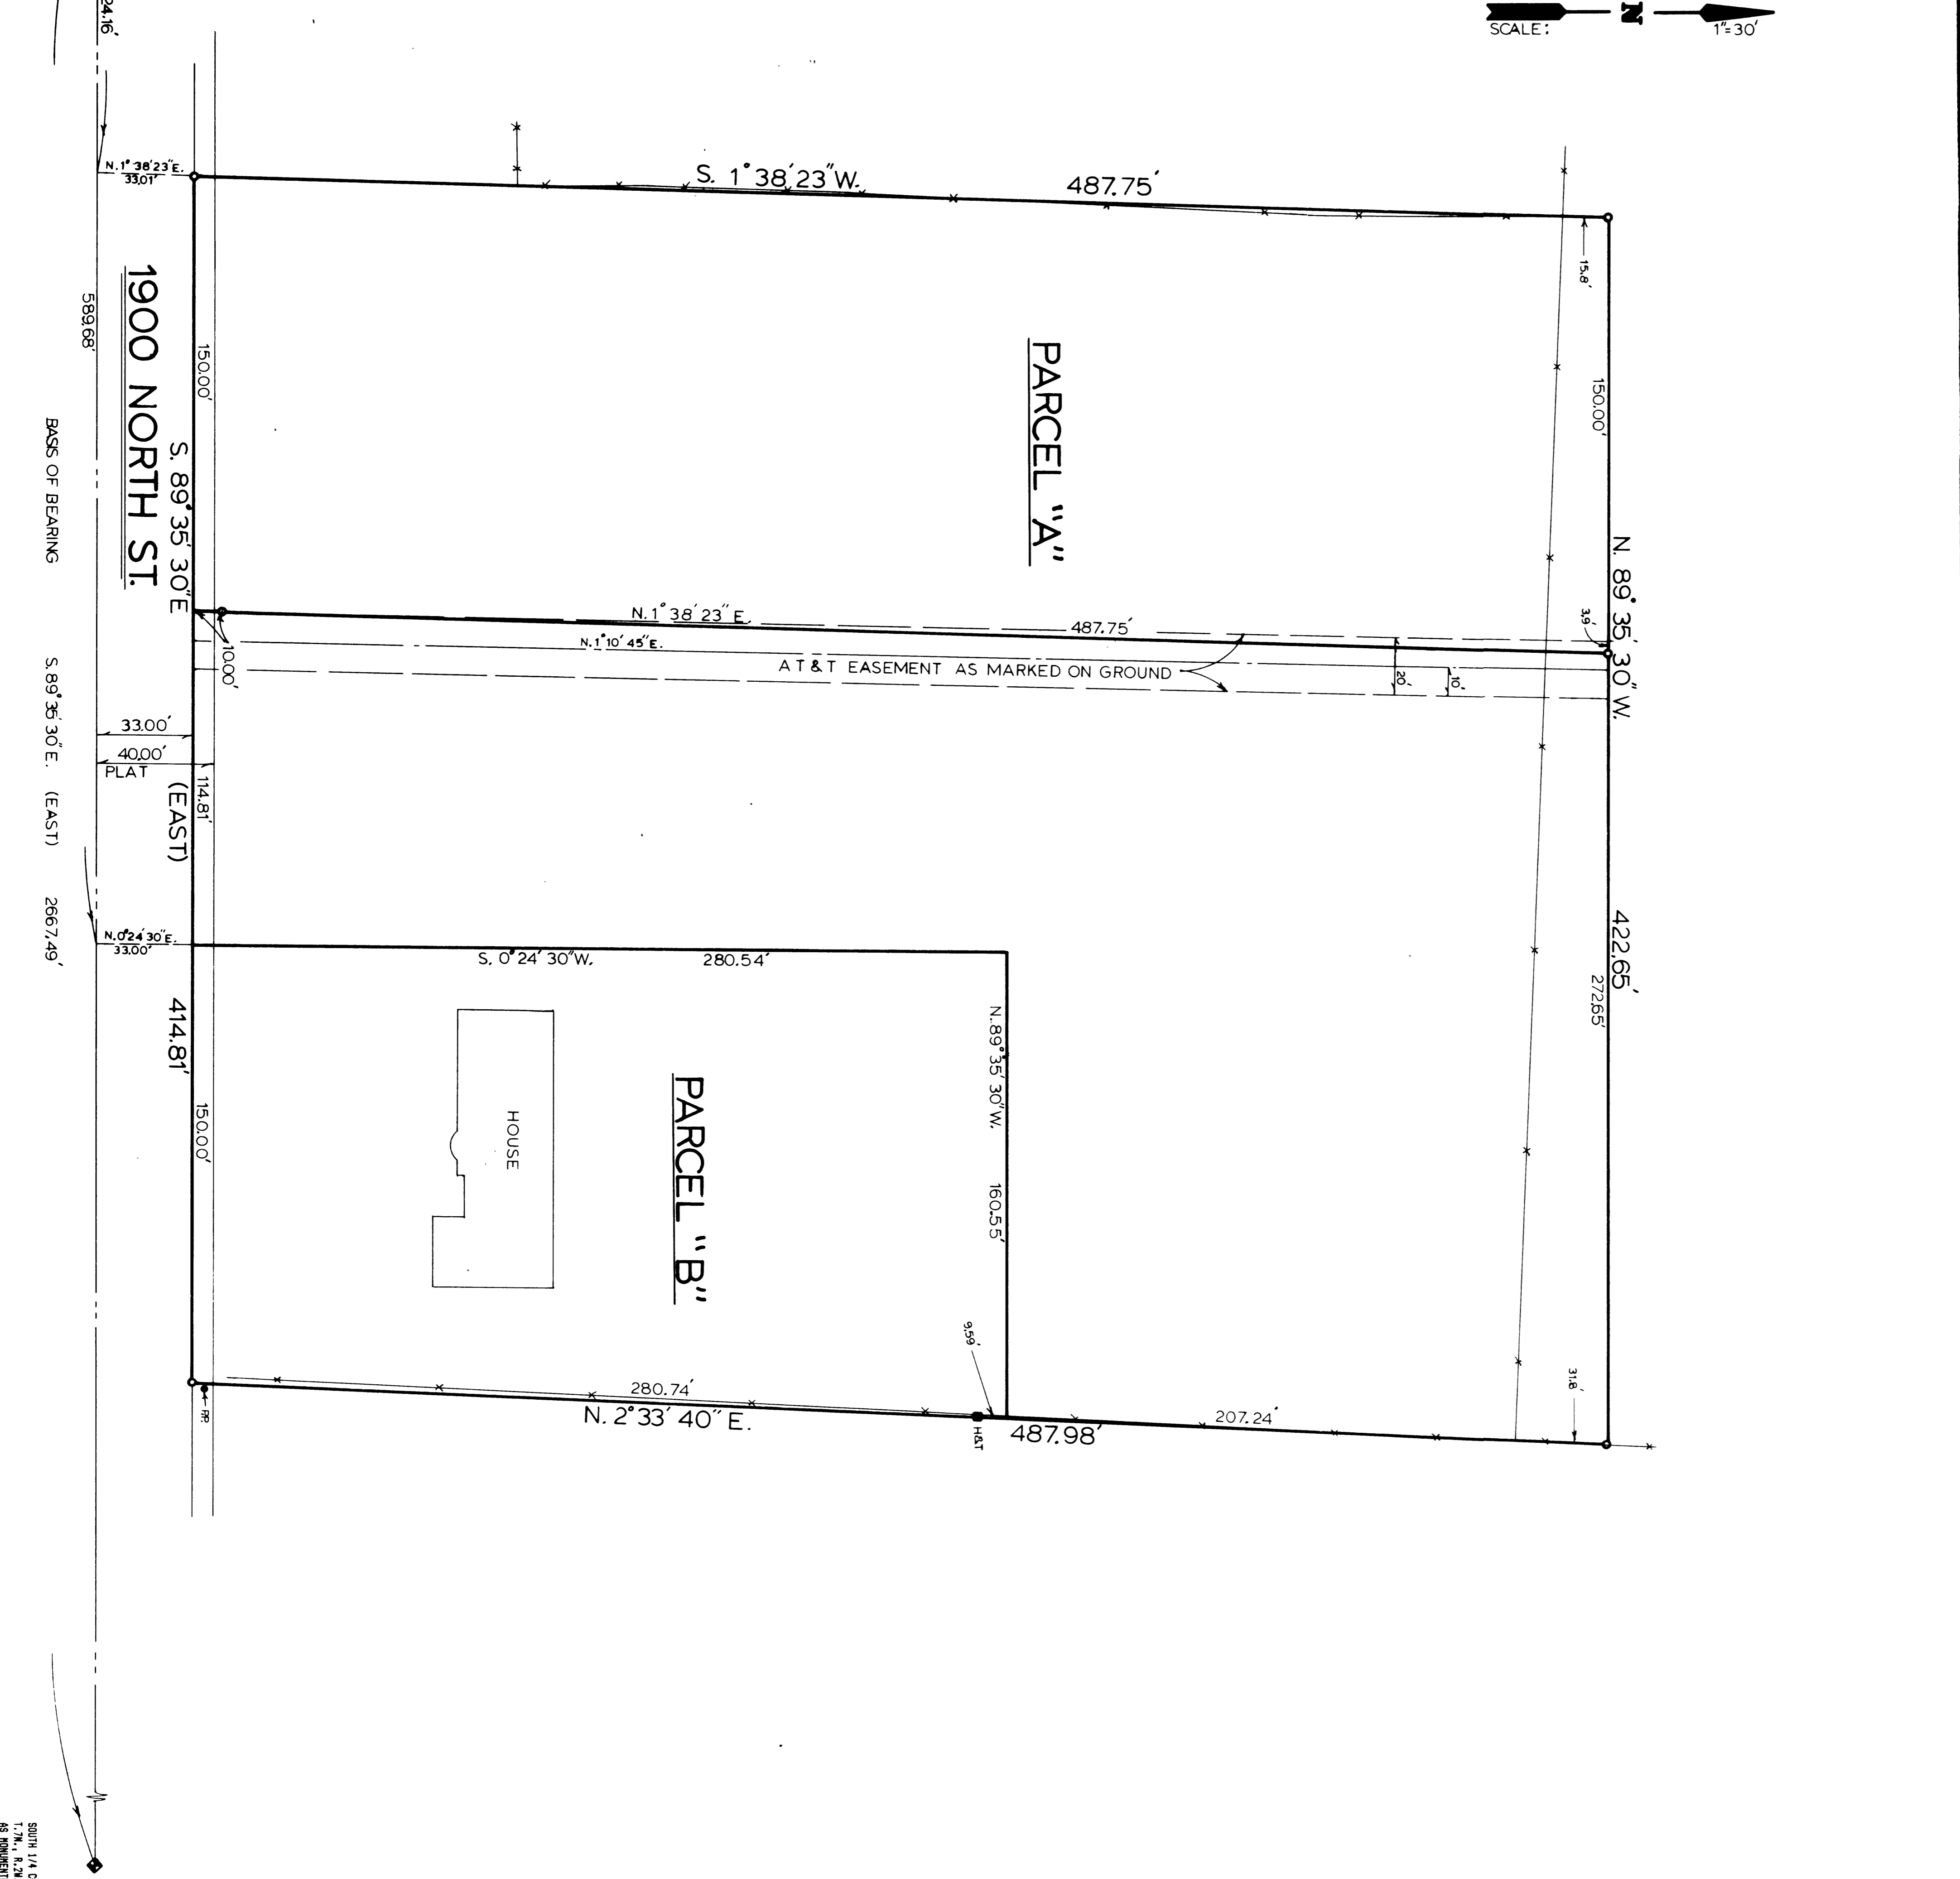 N
SCALE: 1"=30'
24.16'
N. 1° 38' 23" E.
33.01'
S. 1° 38' 23" W. 487.75'
15.8'
150.00'
N. 89° 35' 30" W. 422.65'
3.9'
272.65'
31.8'
PARCEL "A"
1900 NORTH ST.
589.68'
150.00'
S. 89° 35' 30" E (EAST) 414.81'
BASIS OF BEARING S. 89° 35' 30" E. (EAST) 2667.49'
N. 1° 38' 23" E. 487.75'
N. 1° 10' 45" E.
A T & T EASEMENT AS MARKED ON GROUND
20'
10'
10.00'
33.00'
40.00'
PLAT
114.81'
N. 0° 24' 30" E.
33.00'
S. 0° 24' 30" W. 280.54'
N. 89° 35' 30" W. 160.55'
HOUSE
PARCEL "B"
150.00'
9.59'
280.74'
N. 2° 33' 40" E. 487.98'
207.24'
H&T
PP
SOUTH 1/4 C
T.7N., R.2W
AS MONUMENT